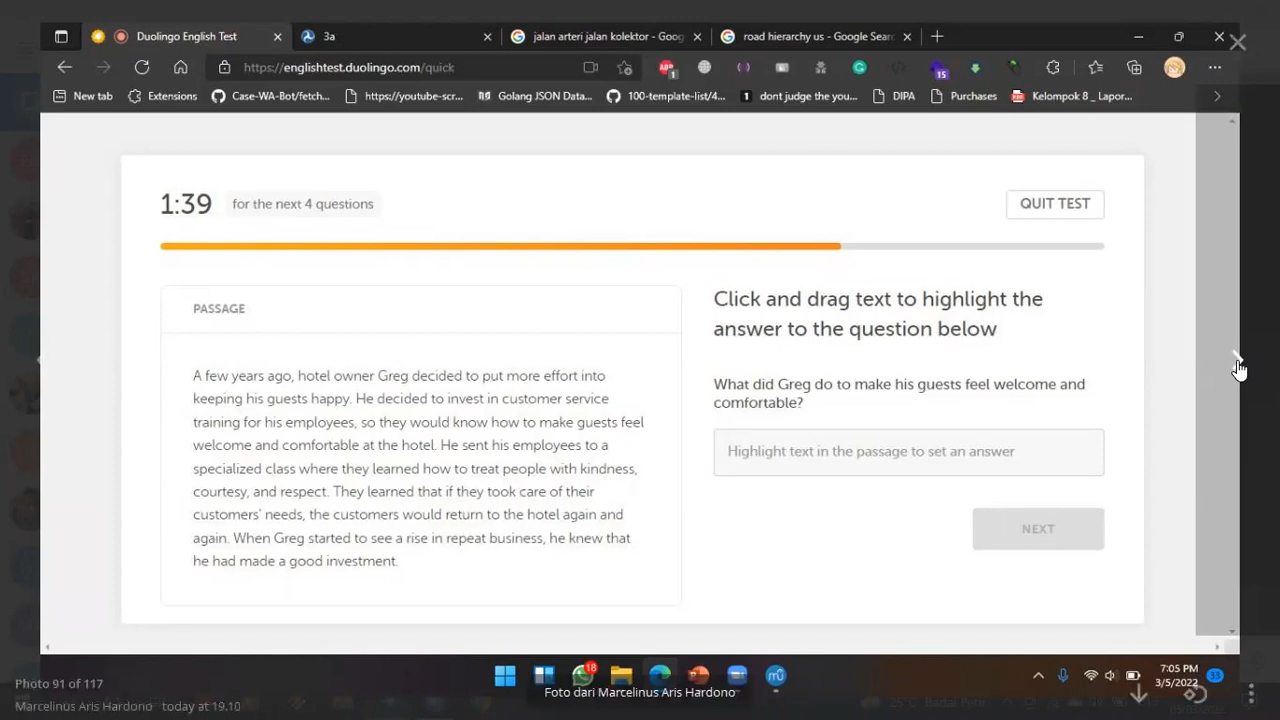 Duolingo English Test
3a
jalan arteri jalan kolektor - Goog
road hierarchy us - Google Sear
https://englishtest.duolingo.com/quick
1
15
New tab
Extensions
Case-WA-Bot/fetch...
https://youtube-scr...
Golang JSON Data...
100-template-list/4...
1 dont judge the you...
DIPA
Purchases
Kelompok 8 _ Lapor...
1:39 for the next 4 questions
QUIT TEST
PASSAGE
A few years ago, hotel owner Greg decided to put more effort into
keeping his guests happy. He decided to invest in customer service
training for his employees, so they would know how to make guests feel
welcome and comfortable at the hotel. He sent his employees to a
specialized class where they learned how to treat people with kindness,
courtesy, and respect. They learned that if they took care of their
customers' needs, the customers would return to the hotel again and
again. When Greg started to see a rise in repeat business, he knew that
he had made a good investment.
Click and drag text to highlight the
answer to the question below
What did Greg do to make his guests feel welcome and
comfortable?
Highlight text in the passage to set an answer
NEXT
18
7:05 PM
3/5/2022
33
Photo 91 of 117
Foto dari Marcelinus Aris Hardono
Marcelinus Aris Hardono today at 19.10